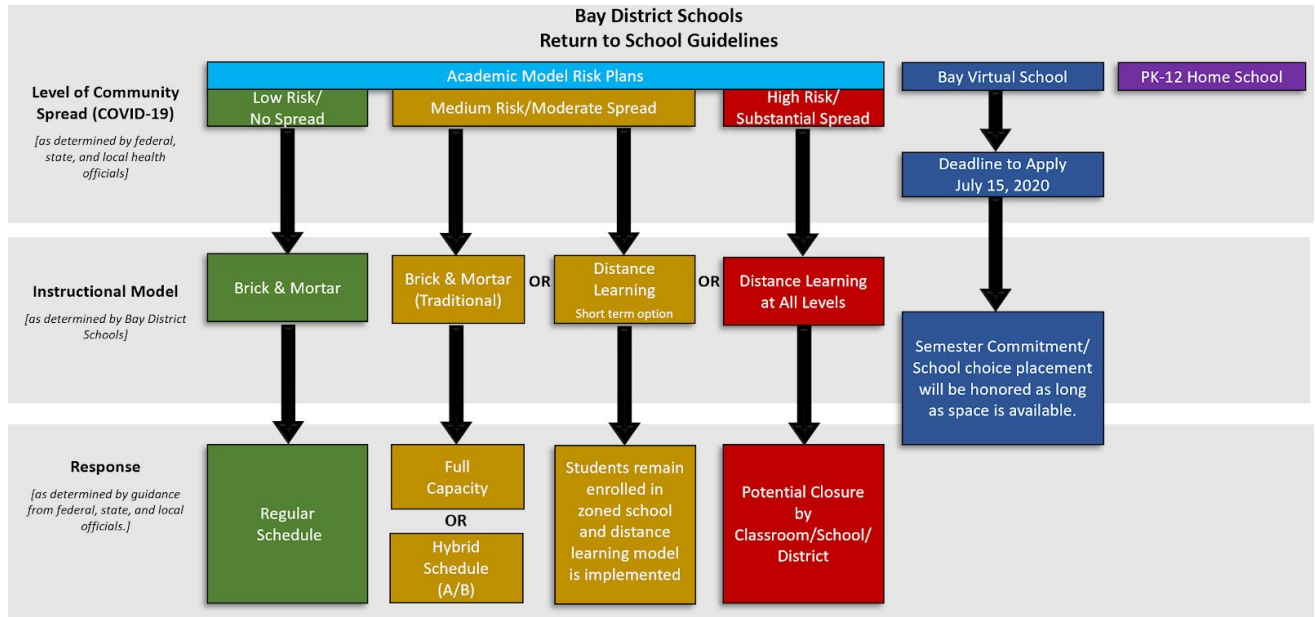 Bay District Schools
Return to School Guidelines
Level of Community
Spread (COVID-19)
[as determined by federal,
state, and local health
officials]
Academic Model Risk Plans
Low Risk/
No Spread
Medium Risk/Moderate Spread
High Risk/
Substantial Spread
Bay Virtual School
PK-12 Home School
Deadline to Apply
July 15, 2020
Instructional Model
[as determined by Bay District
Schools]
Brick & Mortar
Brick & Mortar
(Traditional)
OR
Distance
Learning
Short term option
OR
Distance Learning
at All Levels
Semester Commitment/
School choice placement
will be honored as long
as space is available.
Response
[as determined by guidance
from federal, state, and local
officials.]
Regular
Schedule
Full
Capacity
OR
Hybrid
Schedule
(A/B)
Students remain
enrolled in
zoned school
and distance
learning model
is implemented
Potential Closure
by
Classroom/School/
District